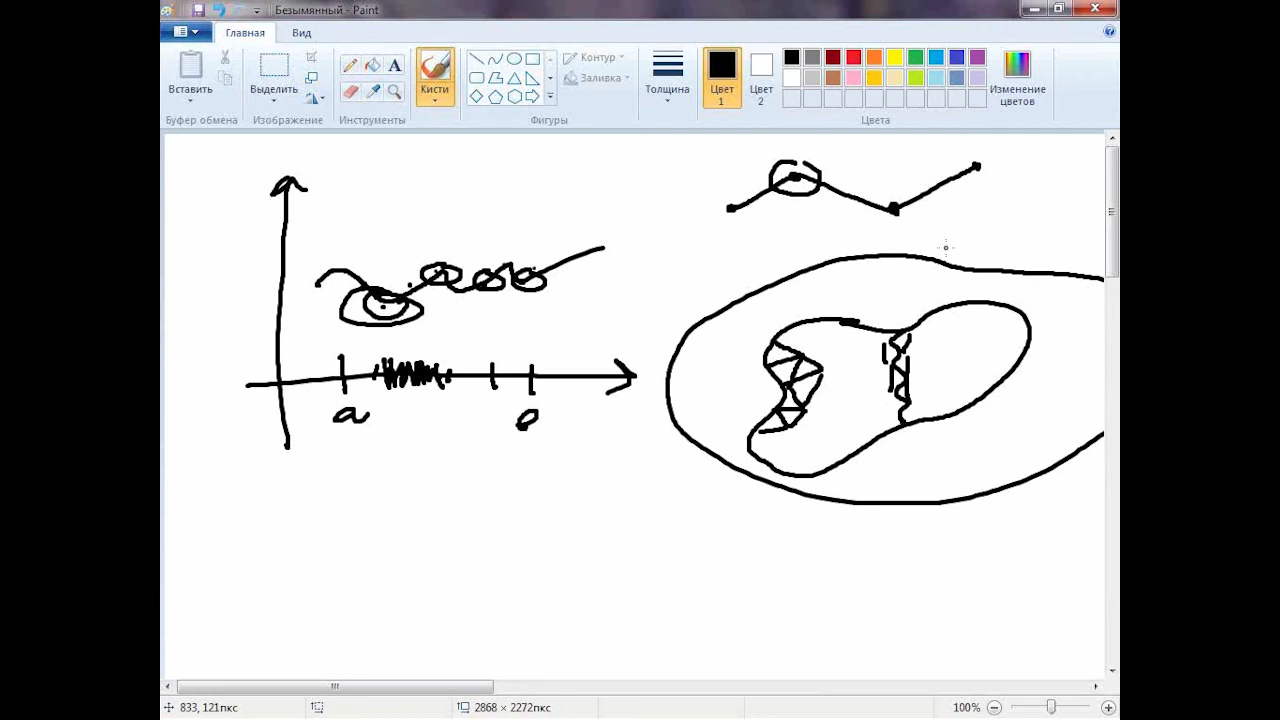 Безымянный - Paint
Главная Вид
Вставить Выделить Кисти Контур Заливка Толщина Цвет 1 Цвет 2 Изменение цветов
Буфер обмена Изображение Инструменты Фигуры Цвета
a
833, 121пкс 2868 × 2272пкс 100%